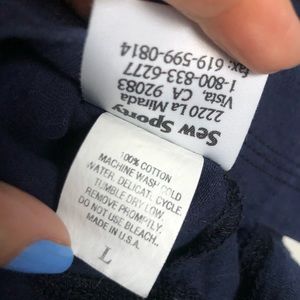 Sew Sporty
2220 La Mirada
Vista, CA 92083
1-800-833-6277
fax: 619-599-0814
100% COTTON
MACHINE WASH COLD
WATER, DELICATE CYCLE.
TUMBLE DRY LOW.
REMOVE PROMPTLY.
DO NOT USE BLEACH.
MADE IN U.S.A.
L